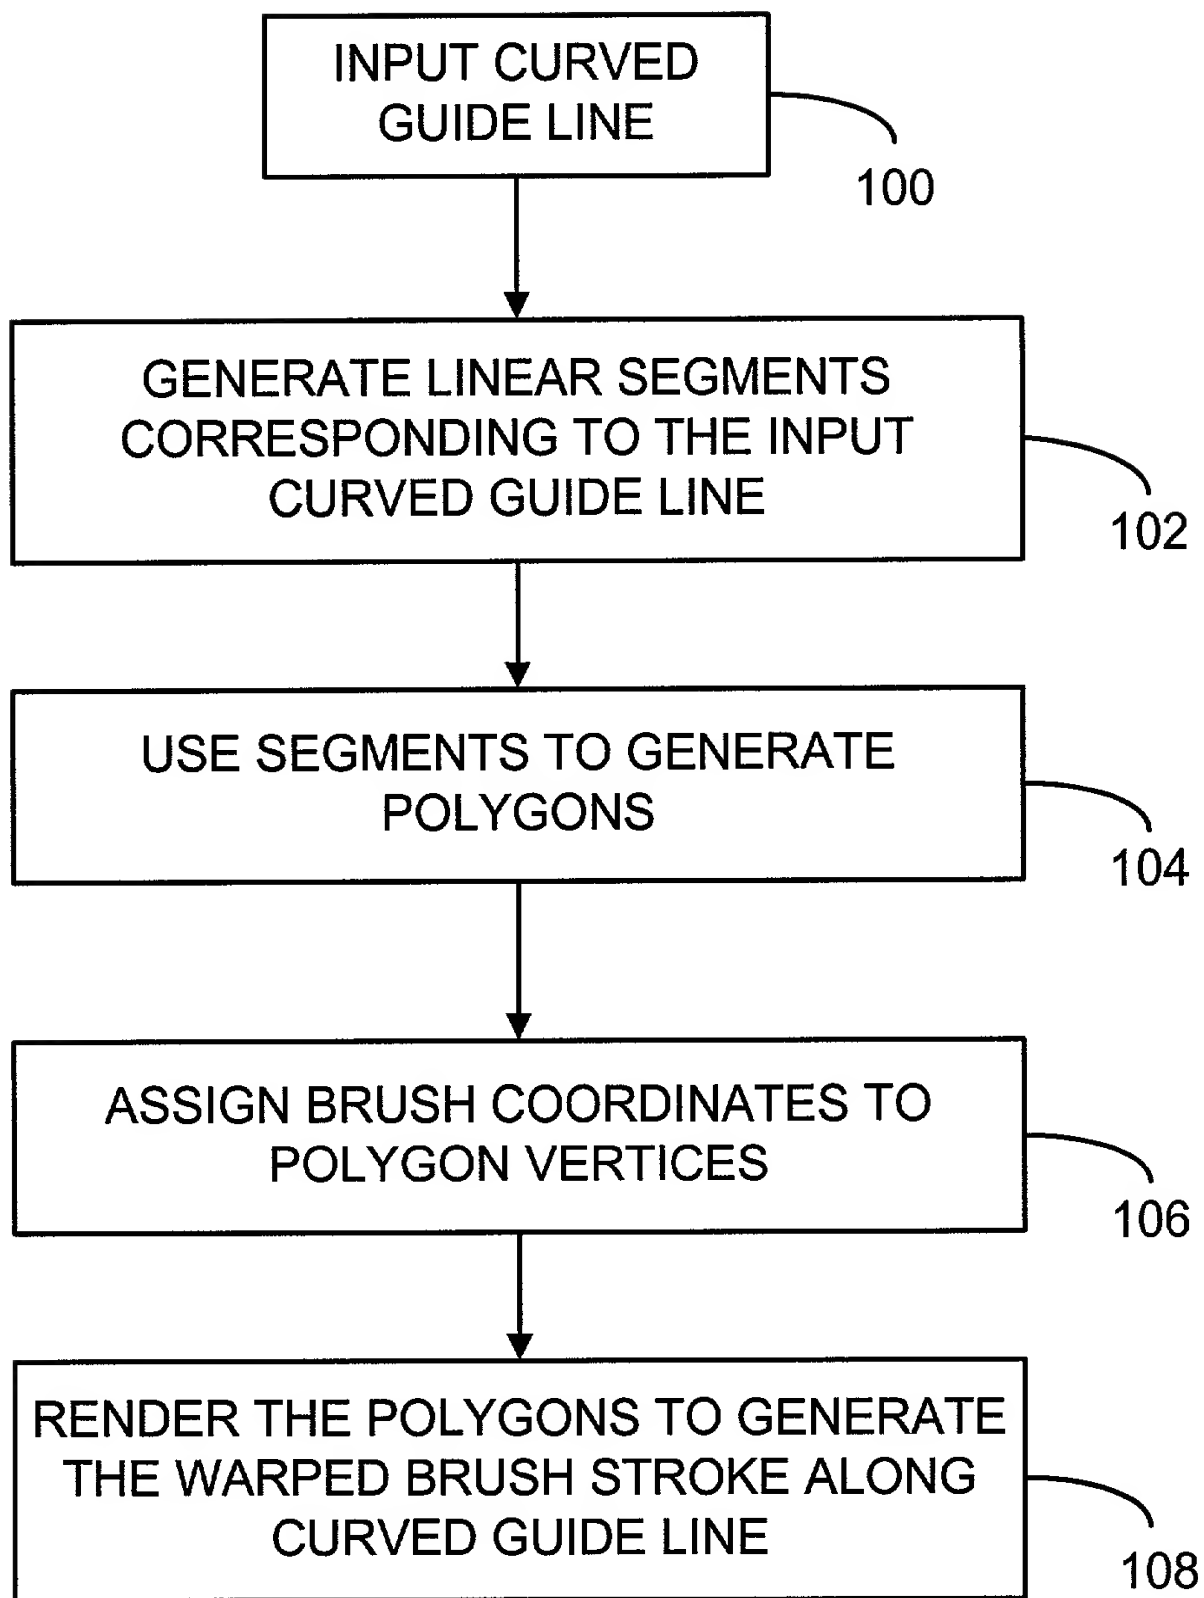 INPUT CURVED
GUIDE LINE
100
GENERATE LINEAR SEGMENTS
CORRESPONDING TO THE INPUT
CURVED GUIDE LINE
102
USE SEGMENTS TO GENERATE
POLYGONS
104
ASSIGN BRUSH COORDINATES TO
POLYGON VERTICES
106
RENDER THE POLYGONS TO GENERATE
THE WARPED BRUSH STROKE ALONG
CURVED GUIDE LINE
108